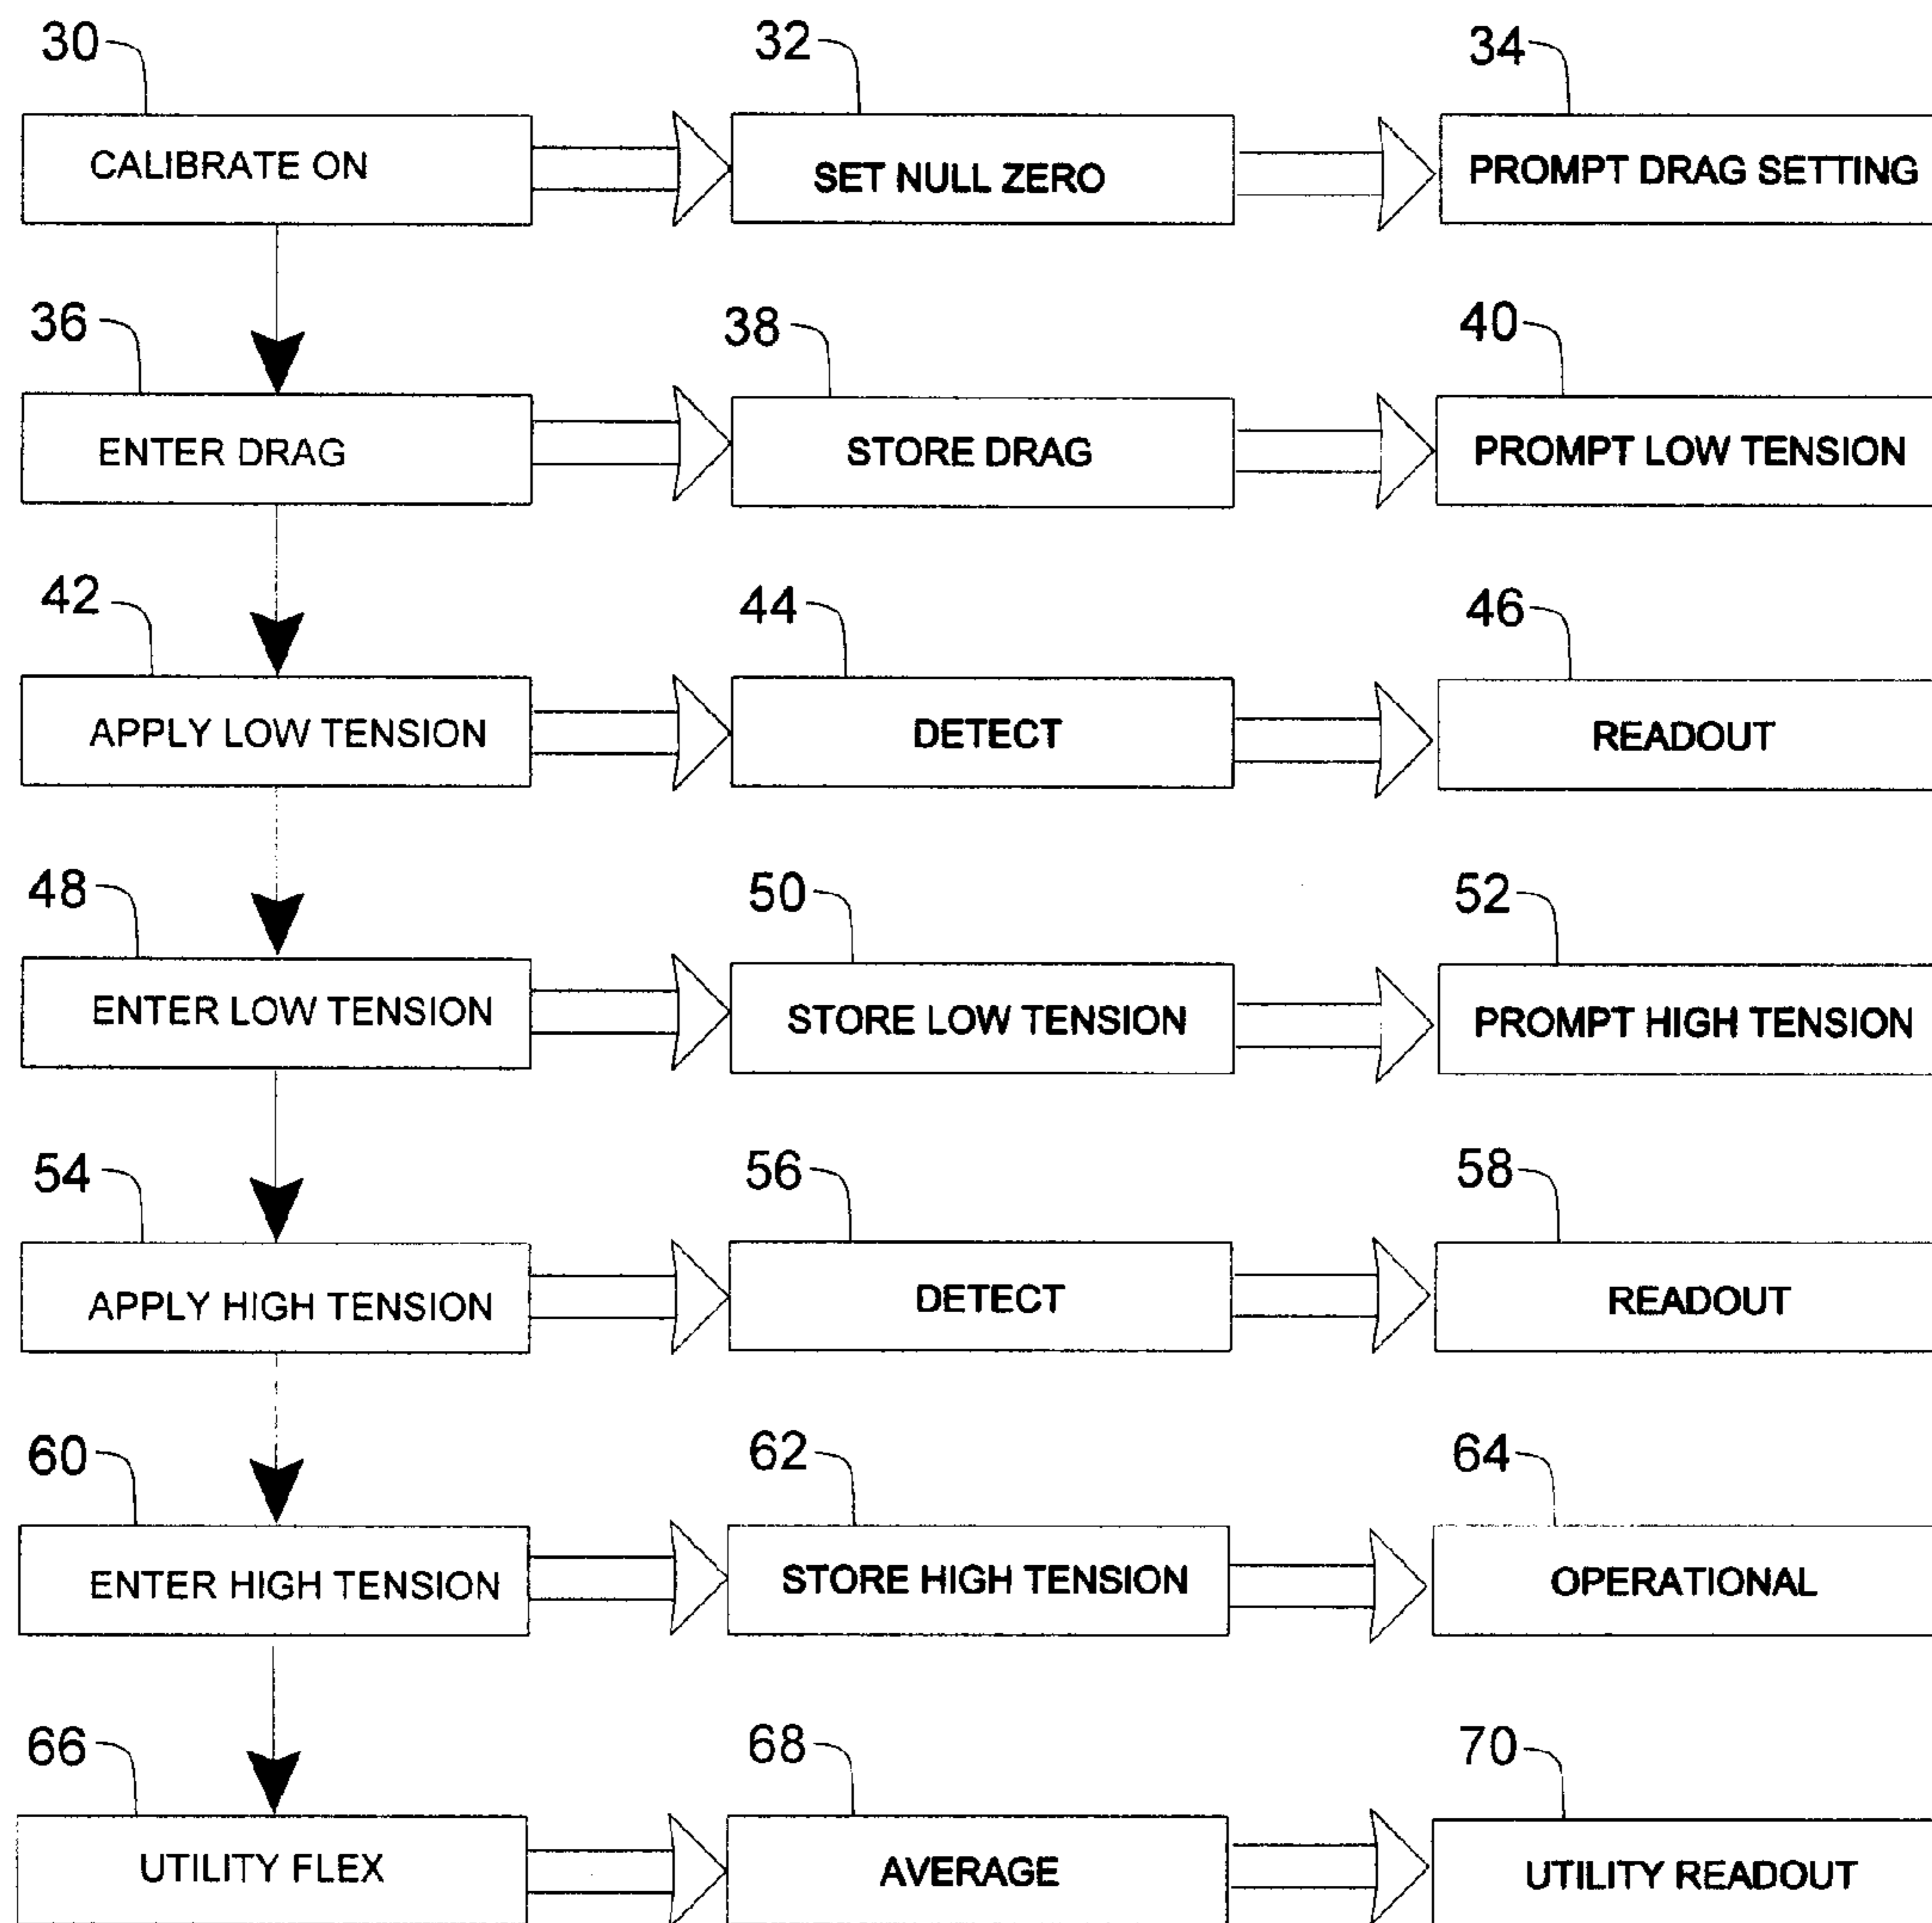 30 32 34
CALIBRATE ON SET NULL ZERO PROMPT DRAG SETTING
36 38 40
ENTER DRAG STORE DRAG PROMPT LOW TENSION
42 44 46
APPLY LOW TENSION DETECT READOUT
48 50 52
ENTER LOW TENSION STORE LOW TENSION PROMPT HIGH TENSION
54 56 58
APPLY HIGH TENSION DETECT READOUT
60 62 64
ENTER HIGH TENSION STORE HIGH TENSION OPERATIONAL
66 68 70
UTILITY FLEX AVERAGE UTILITY READOUT